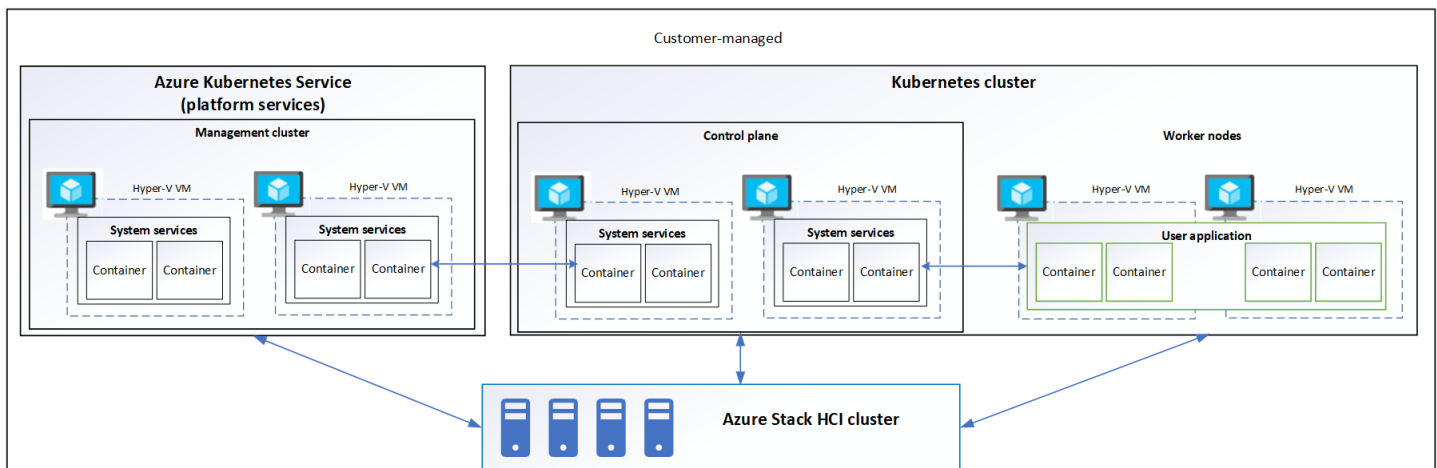 Customer-managed
Azure Kubernetes Service
(platform services)
Management cluster
Hyper-V VM
System services
Container
Container
Hyper-V VM
System services
Container
Container
Kubernetes cluster
Control plane
Hyper-V VM
System services
Container
Container
Hyper-V VM
System services
Container
Container
Worker nodes
Hyper-V VM
Hyper-V VM
User application
Container
Container
Container
Container
Azure Stack HCI cluster